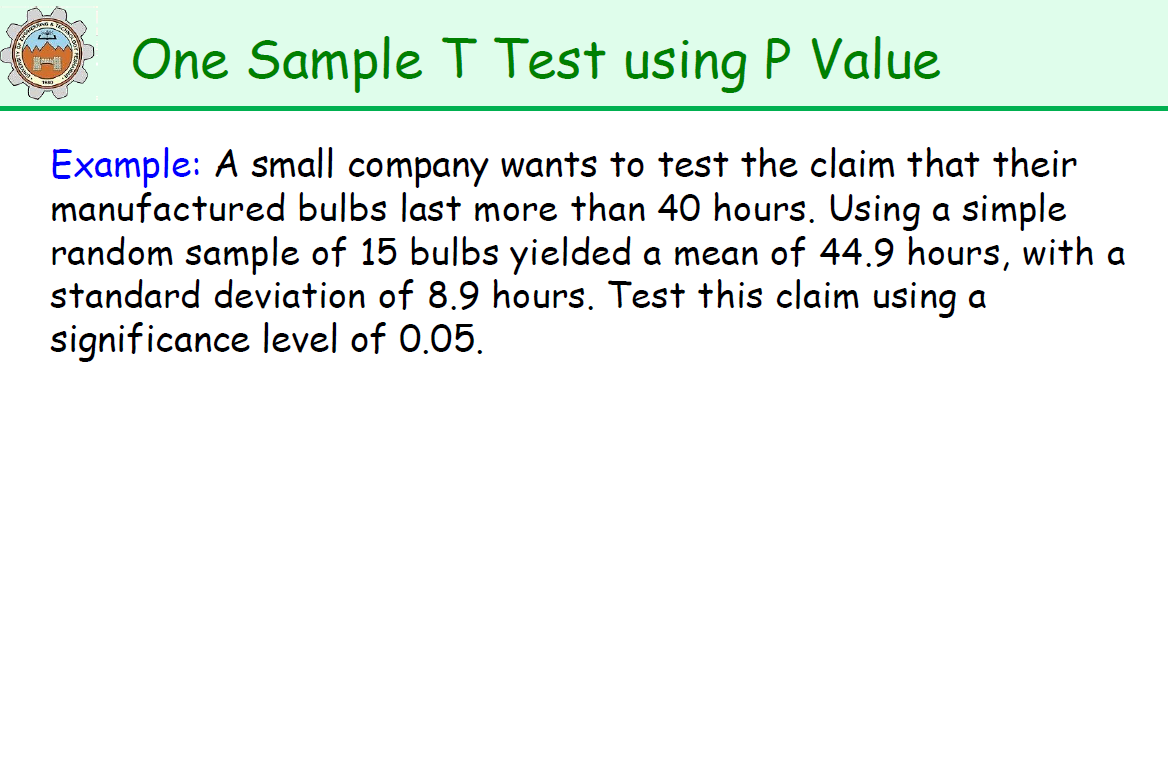 One Sample T Test using P Value
Example: A small company wants to test the claim that their
manufactured bulbs last more than 40 hours. Using a simple
random sample of 15 bulbs yielded a mean of 44.9 hours, with a
standard deviation of 8.9 hours. Test this claim using a
significance level of 0.05.